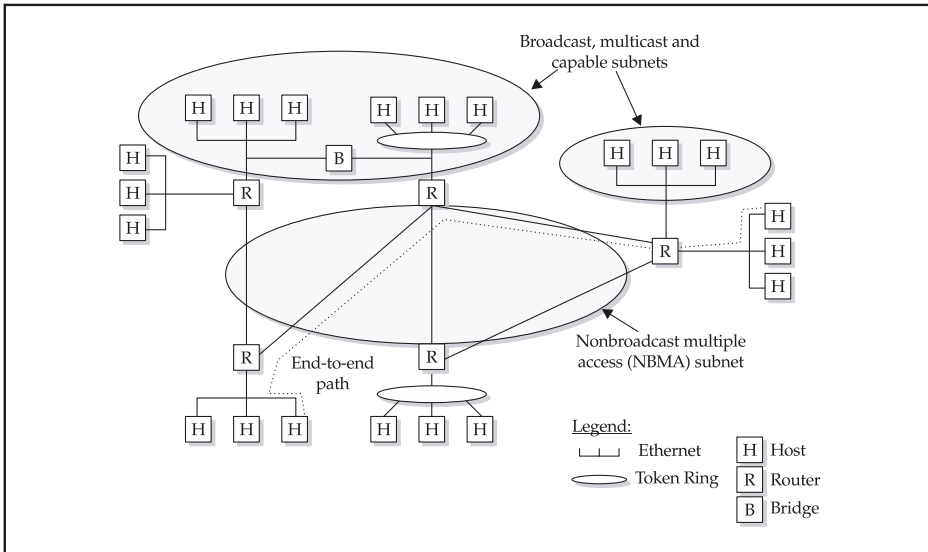 Broadcast, multicast and
capable subnets
H H H
H H H
H
B
H H H
H
R
R
H
H
R
H
H
R
R
End-to-end
path
Nonbroadcast multiple
access (NBMA) subnet
H H H
H H H
Legend:
Ethernet
H Host
Token Ring
R Router
B Bridge